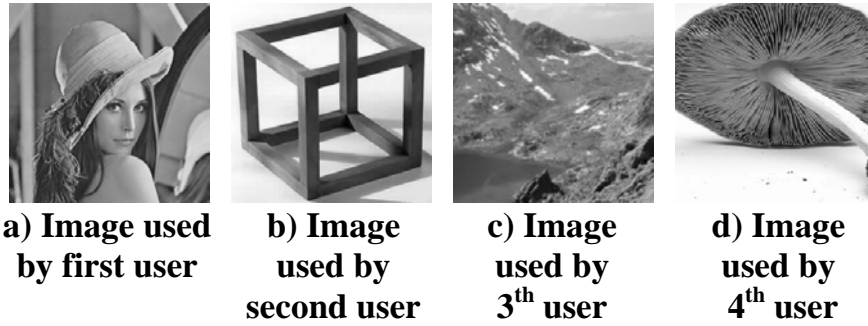 a) Image used
by first user
b) Image
used by
second user
c) Image
used by
3th user
d) Image
used by
4th user